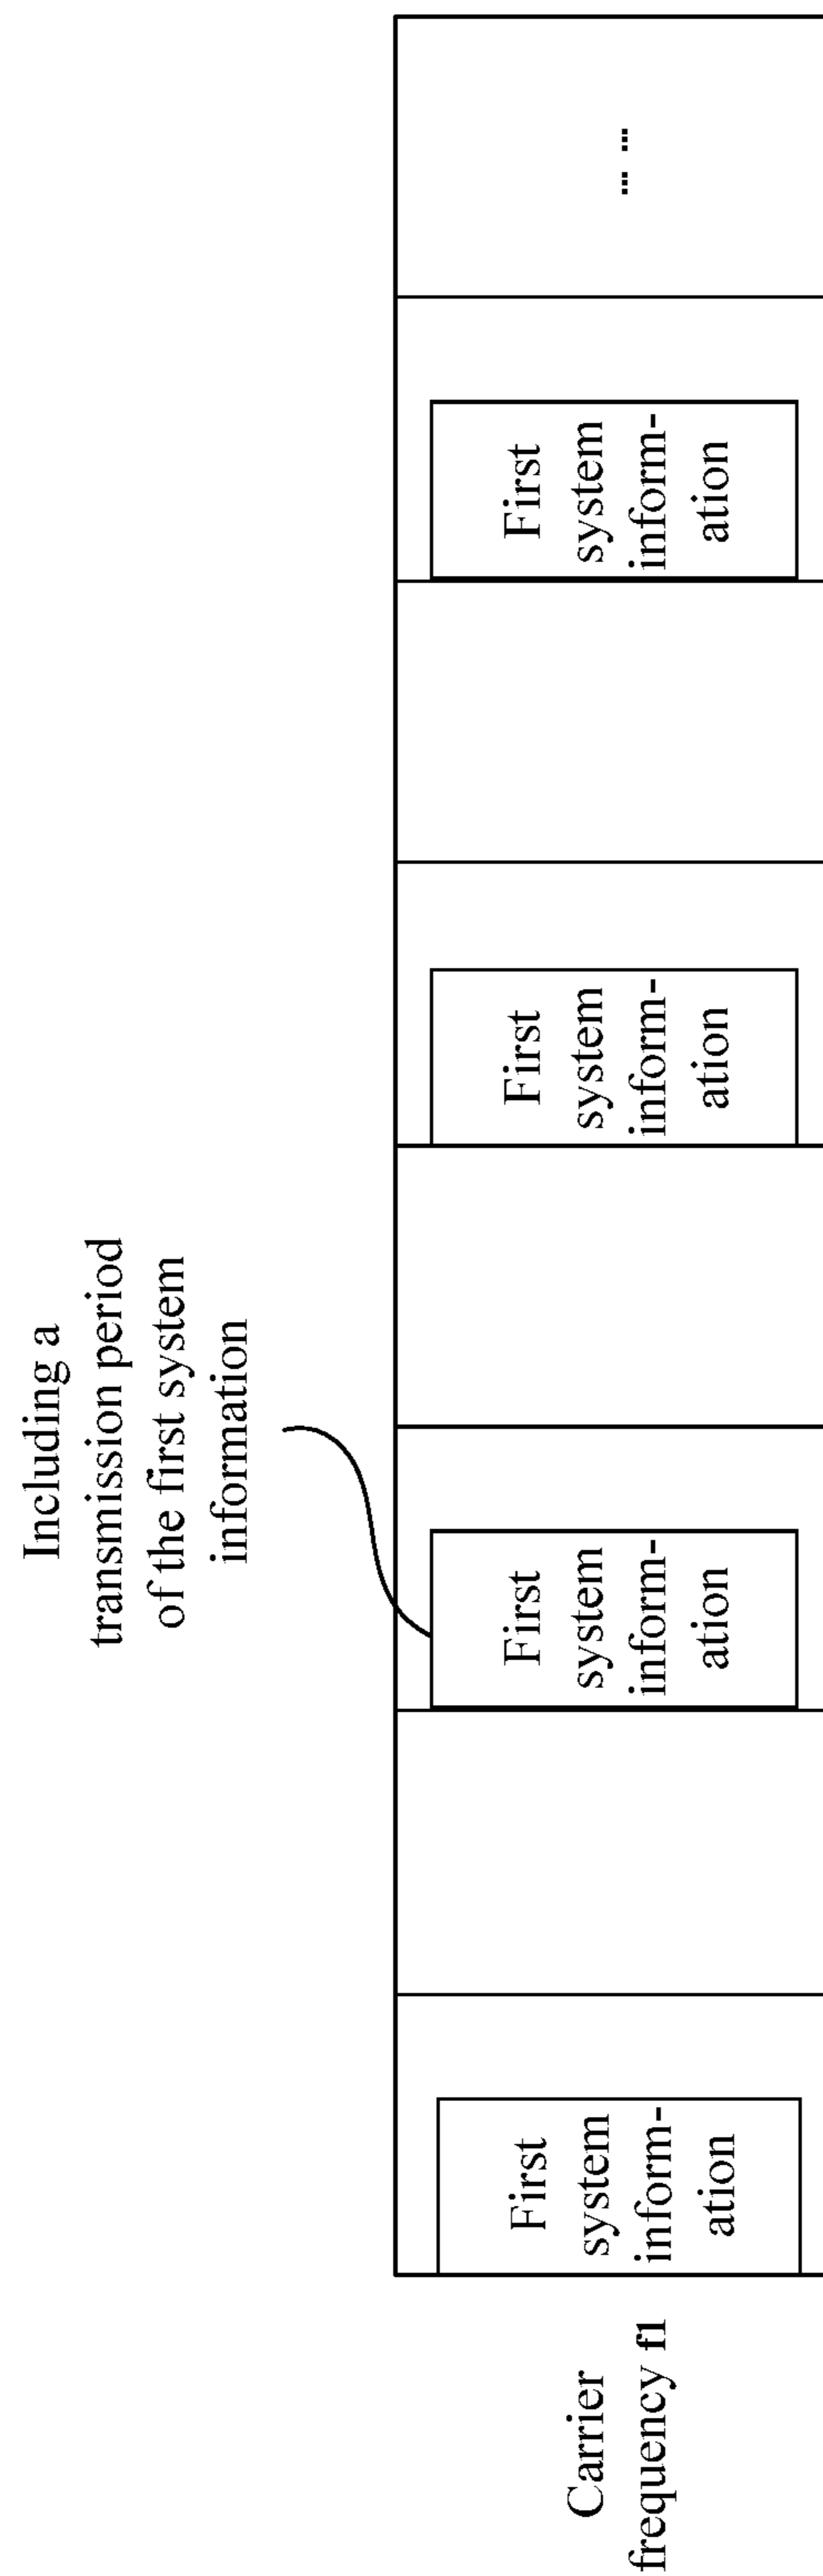 Including a
transmission period
of the first system
information
Carrier
frequency f1
First
system
inform-
ation
First
system
inform-
ation
First
system
inform-
ation
First
system
inform-
ation
... ...